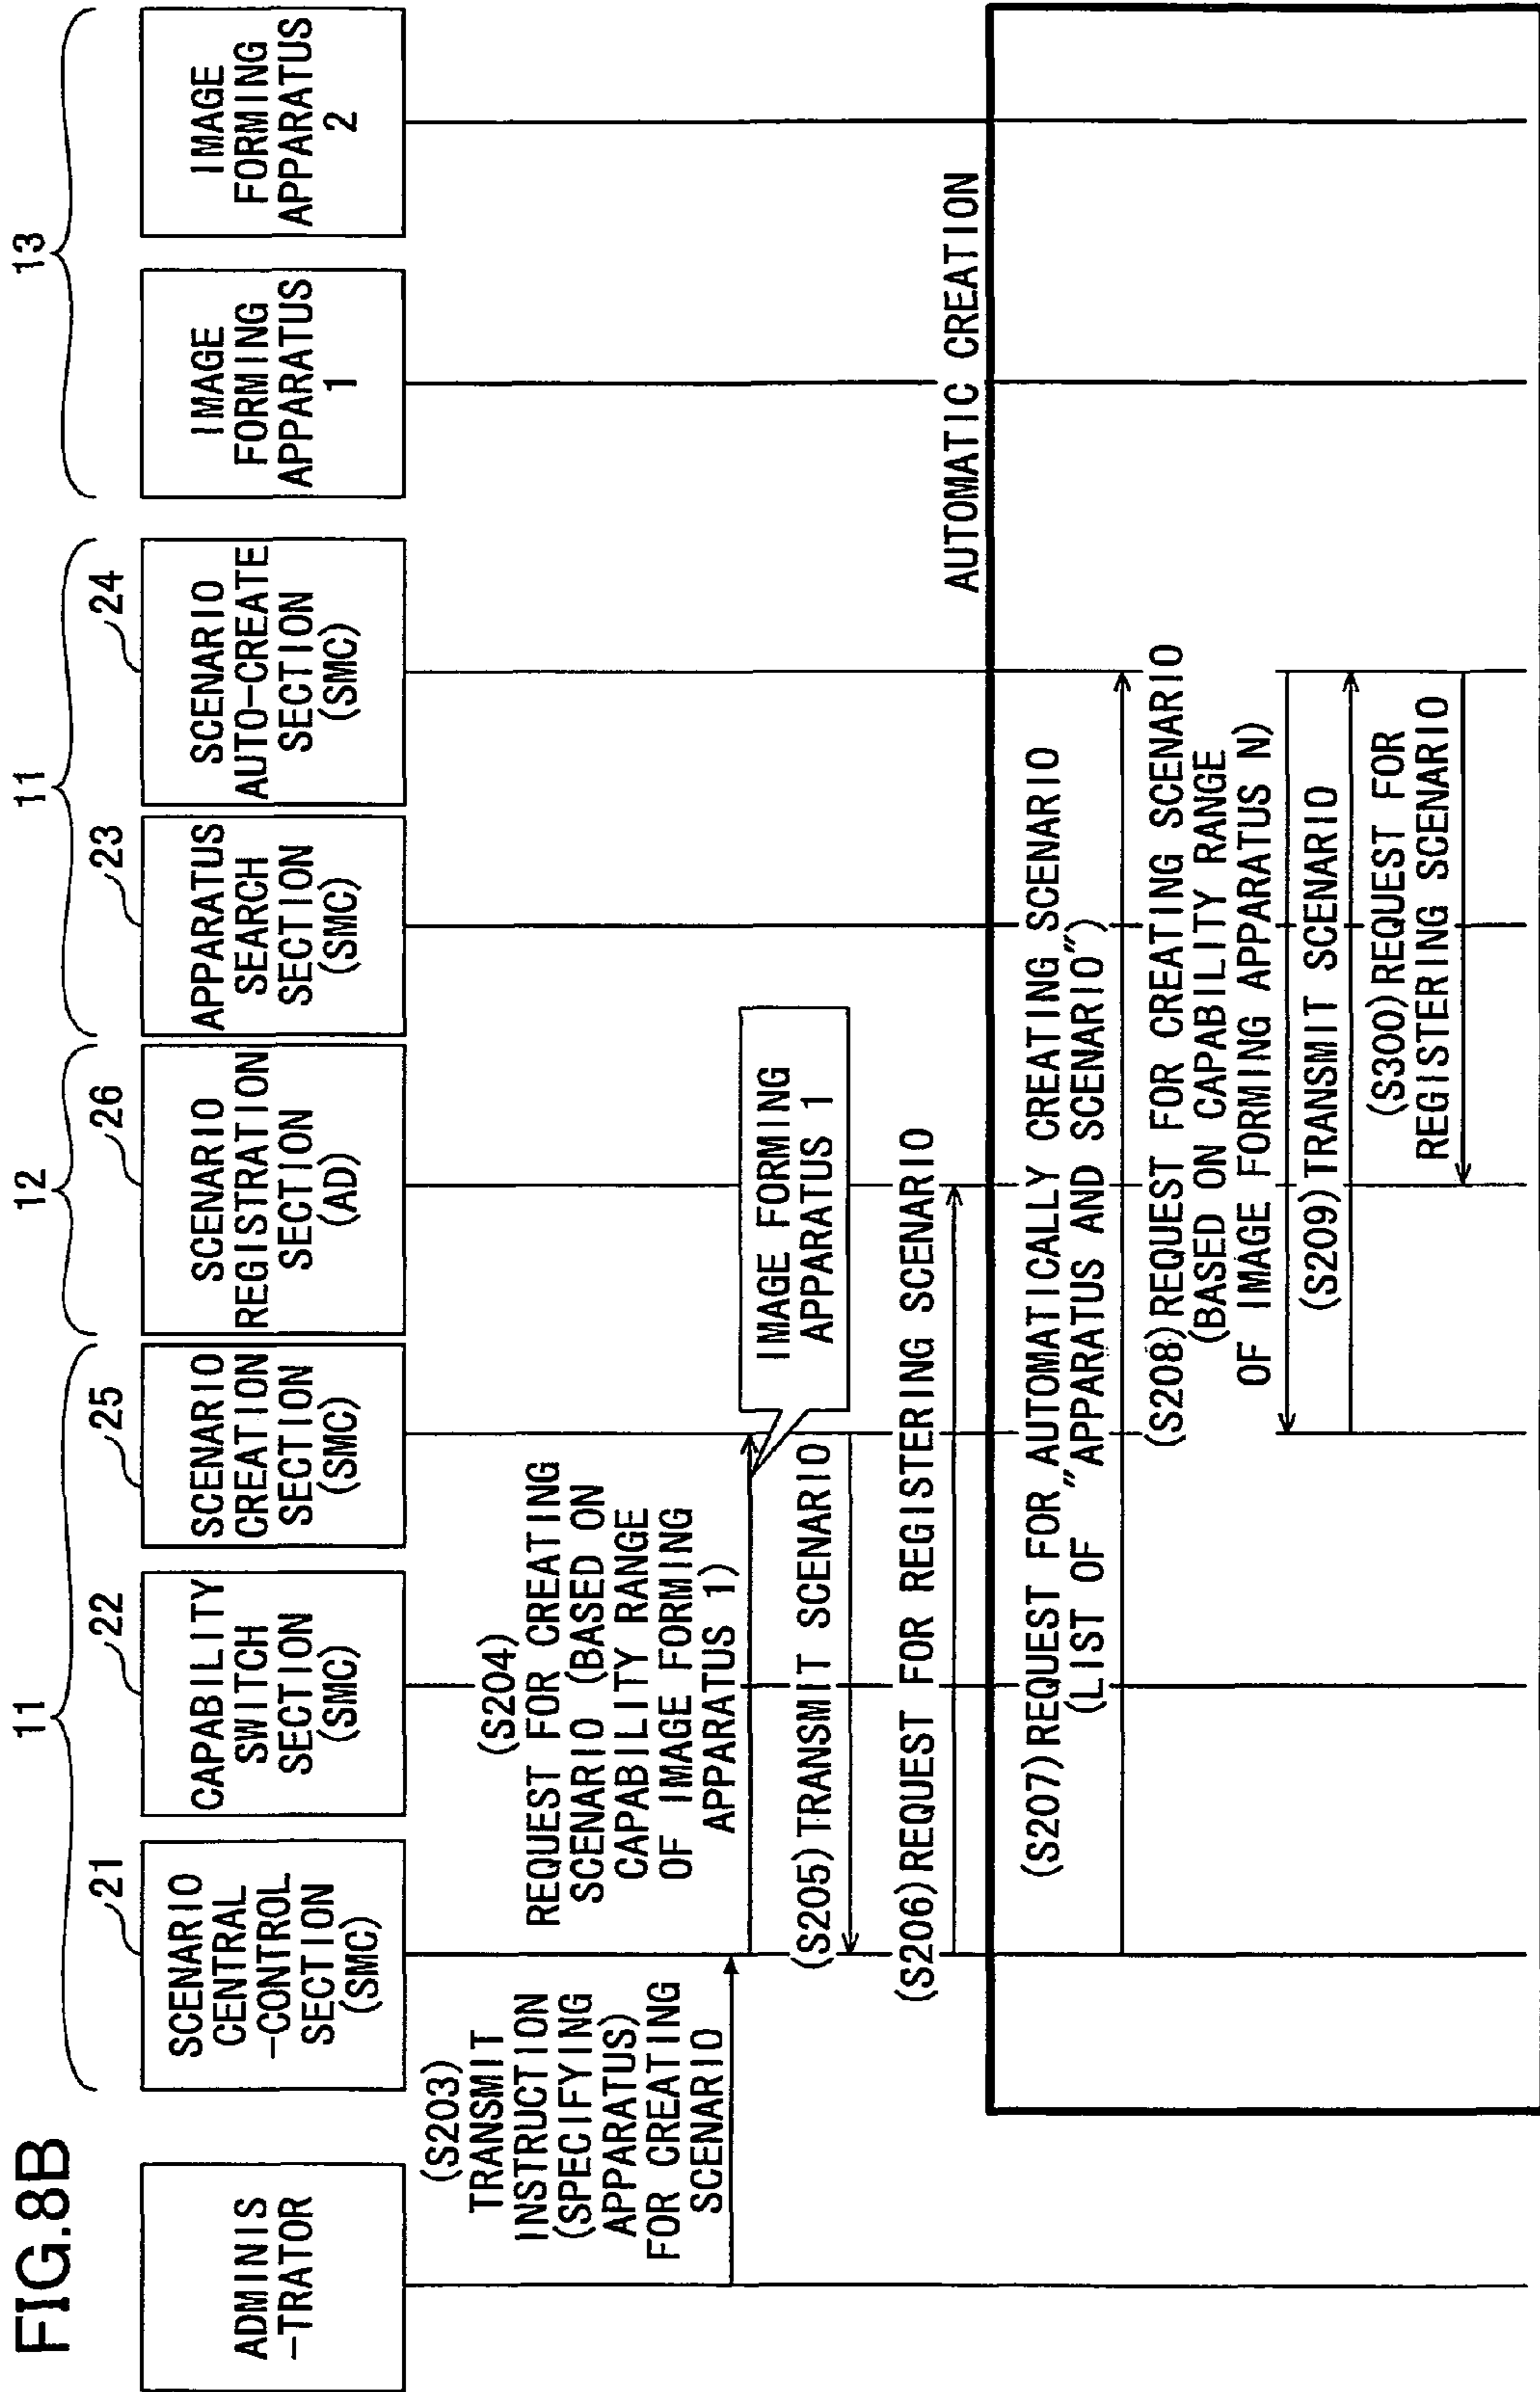 FIG.8B
11
12
11
13
ADMINIS
-TRATOR
21
SCENARIO
CENTRAL
-CONTROL
SECTION
(SMC)
22
CAPABILITY
SWITCH
SECTION
(SMC)
25
SCENARIO
CREATION
SECTION
(SMC)
26
SCENARIO
REGISTRATION
SECTION
(AD)
23
APPARATUS
SEARCH
SECTION
(SMC)
24
SCENARIO
AUTO-CREATE
SECTION
(SMC)
IMAGE
FORMING
APPARATUS
1
IMAGE
FORMING
APPARATUS
2
(S203)
TRANSMIT
INSTRUCTION
(SPECIFYING
APPARATUS)
FOR CREATING
SCENARIO
(S204)
REQUEST FOR CREATING
SCENARIO (BASED ON
CAPABILITY RANGE
OF IMAGE FORMING
APPARATUS 1)
IMAGE FORMING
APPARATUS 1
(S205)TRANSMIT SCENARIO
(S206)REQUEST FOR REGISTERING SCENARIO
AUTOMATIC CREATION
(S207)REQUEST FOR AUTOMATICALLY CREATING SCENARIO
(LIST OF "APPARATUS AND SCENARIO")
(S208)REQUEST FOR CREATING SCENARIO
(BASED ON CAPABILITY RANGE
OF IMAGE FORMING APPARATUS N)
(S209)TRANSMIT SCENARIO
(S300)REQUEST FOR
REGISTERING SCENARIO